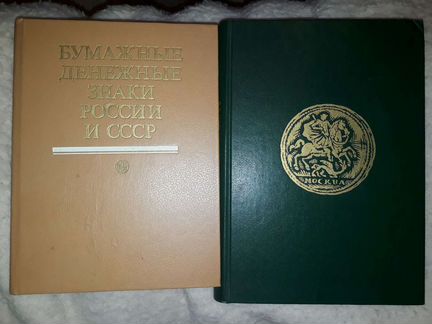 БУМАЖНЫЕ
ДЕНЕЖНЫЕ
ЗНАКИ
РОССИИ
И СССР
МОСКВА